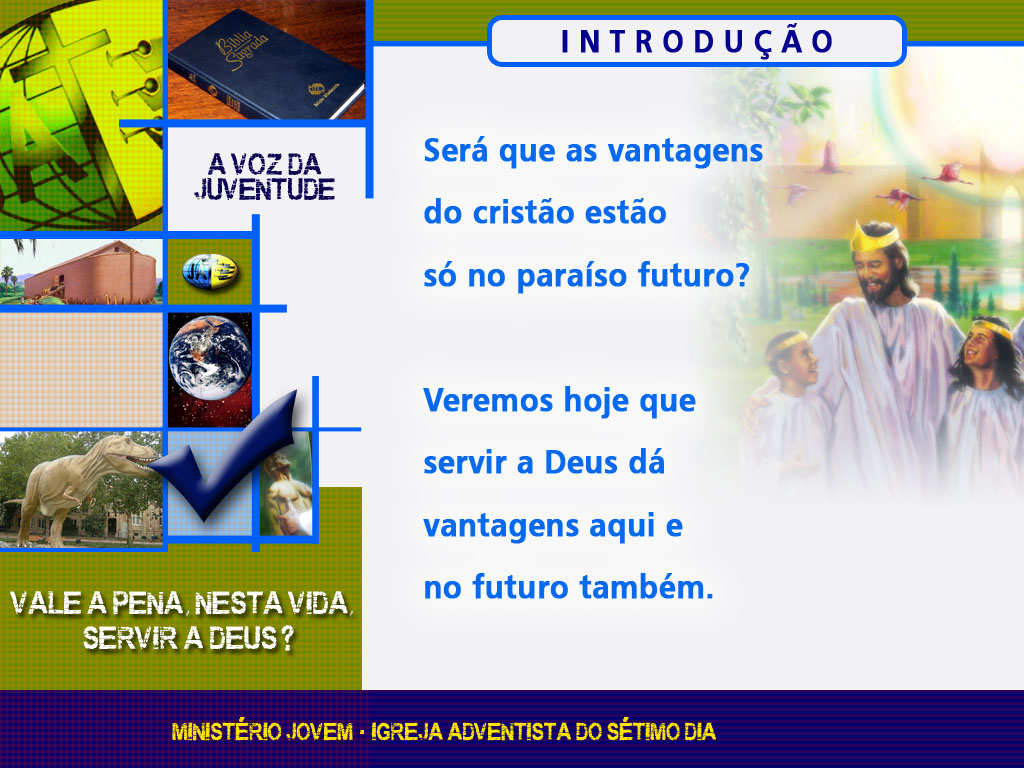 INTRODUÇÃO
Bíblia
Sagrada
A VOZ DA
JUVENTUDE
Será que as vantagens
do cristão estão
só no paraíso futuro?
Veremos hoje que
servir a Deus dá
vantagens aqui e
no futuro também.
VALE A PENA, NESTA VIDA,
SERVIR A DEUS?
MINISTÉRIO JOVEM - IGREJA ADVENTISTA DO SÉTIMO DIA